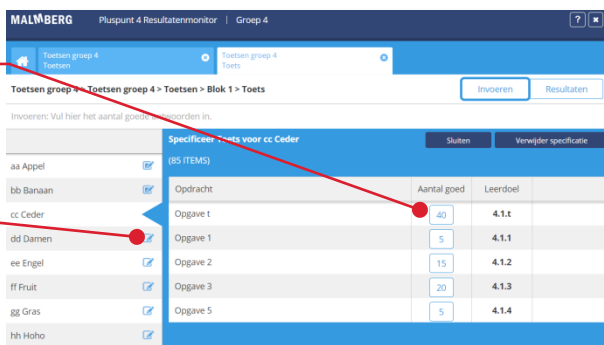 MALMBERG Pluspunt 4 Resultatenmonitor | Groep 4 ? x
Toetsen groep 4
Toetsen
Toetsen groep 4
Toets
Toetsen groep 4 > Toetsen groep 4 > Toetsen > Blok 1 > Toets Invoeren Resultaten
Invoeren: Vul hier het aantal goede antwoorden in.
Specificeer Toets voor cc Ceder Sluiten Verwijder specificatie
(85 ITEMS)
aa Appel
bb Banaan
cc Ceder
dd Damen
ee Engel
ff Fruit
gg Gras
hh Hoho
Opdracht Aantal goed Leerdoel
Opgave t 40 4.1.t
Opgave 1 5 4.1.1
Opgave 2 15 4.1.2
Opgave 3 20 4.1.3
Opgave 5 5 4.1.4